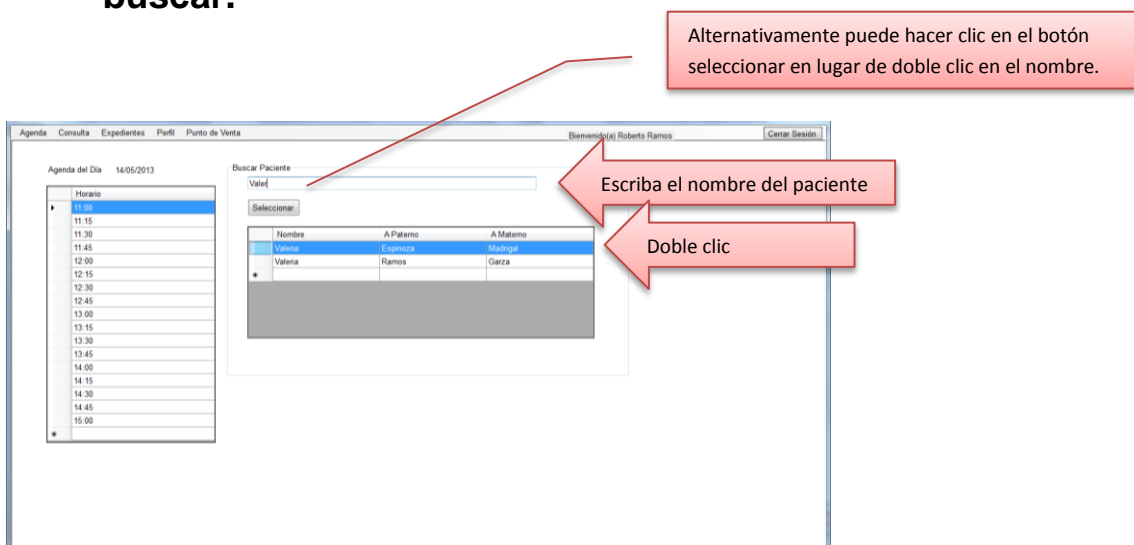 buscar.
Alternativamente puede hacer clic en el botón
seleccionar en lugar de doble clic en el nombre.
Agenda Consulta Expedientes Perfil Punto de Venta Bienvenido(a) Roberto Ramos Cerrar Sesión
Agenda del Día 14/05/2013
Buscar Paciente
Valer
Escriba el nombre del paciente
Seleccionar
Horario
11:00
11:15
11:30
11:45
12:00
12:15
12:30
12:45
13:00
13:15
13:30
13:45
14:00
14:15
14:30
14:45
15:00
Nombre A.Paterno A.Materno
Valeria Espinoza Madrigal
Valeria Ramos Garza
Doble clic